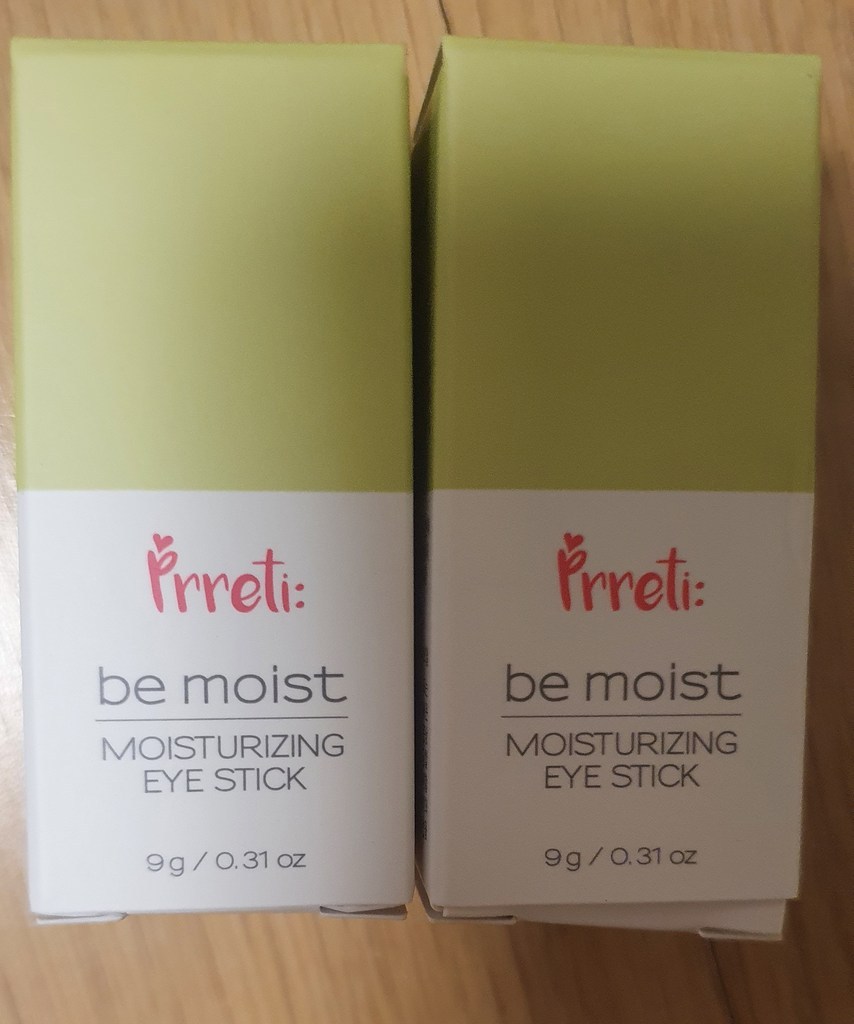 Prreti:
be moist
MOISTURIZING
EYE STICK
9g / 0.31 oz
Prreti:
be moist
MOISTURIZING
EYE STICK
9g / 0.31 oz